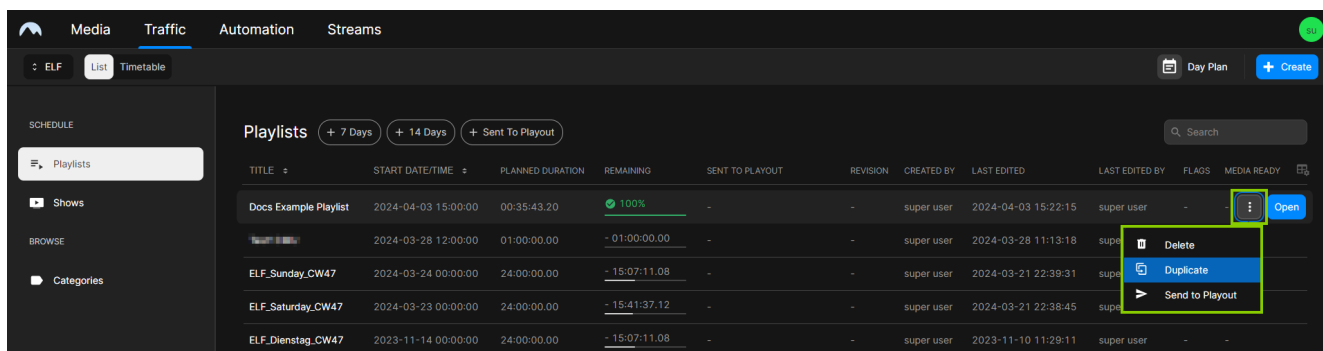 Media Traffic Automation Streams su
ELF List Timetable Day Plan + Create
SCHEDULE
Playlists + 7 Days + 14 Days + Sent To Playout Search
Playlists
TITLE START DATE/TIME PLANNED DURATION REMAINING SENT TO PLAYOUT REVISION CREATED BY LAST EDITED LAST EDITED BY FLAGS MEDIA READY
Shows
Docs Example Playlist 2024-04-03 15:00:00 00:35:43.20 100% - - super user 2024-04-03 15:22:15 super user - - Open
BROWSE
2024-03-28 12:00:00 01:00:00.00 - 01:00:00.00 - - super user 2024-03-28 11:13:18 supe
Delete
Categories
ELF_Sunday_CW47 2024-03-24 00:00:00 24:00:00.00 - 15:07:11.08 - - super user 2024-03-21 22:39:31 supe
Duplicate
ELF_Saturday_CW47 2024-03-23 00:00:00 24:00:00.00 - 15:41:37.12 - - super user 2024-03-21 22:38:45 supe
Send to Playout
ELF_Dienstag_CW47 2023-11-14 00:00:00 24:00:00.00 - 15:07:11.08 - - super user 2023-11-10 11:29:11 super user - -